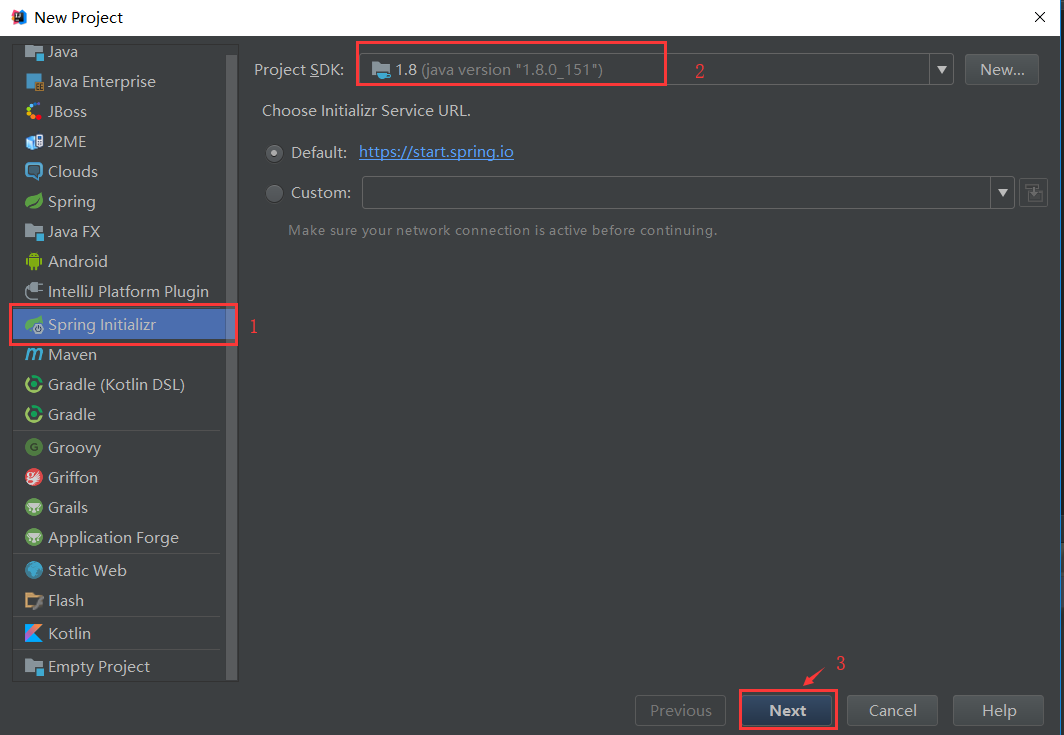 New Project
Java
Java Enterprise
JBoss
J2ME
Clouds
Spring
Java FX
Android
IntelliJ Platform Plugin
Spring Initializr
1
Maven
Gradle (Kotlin DSL)
Gradle
Groovy
Griffon
Grails
Application Forge
Static Web
Flash
Kotlin
Empty Project
Project SDK: 1.8 (java version "1.8.0_151") 2 New...
Choose Initializr Service URL.
Default: https://start.spring.io
Custom:
Make sure your network connection is active before continuing.
3
Previous Next Cancel Help